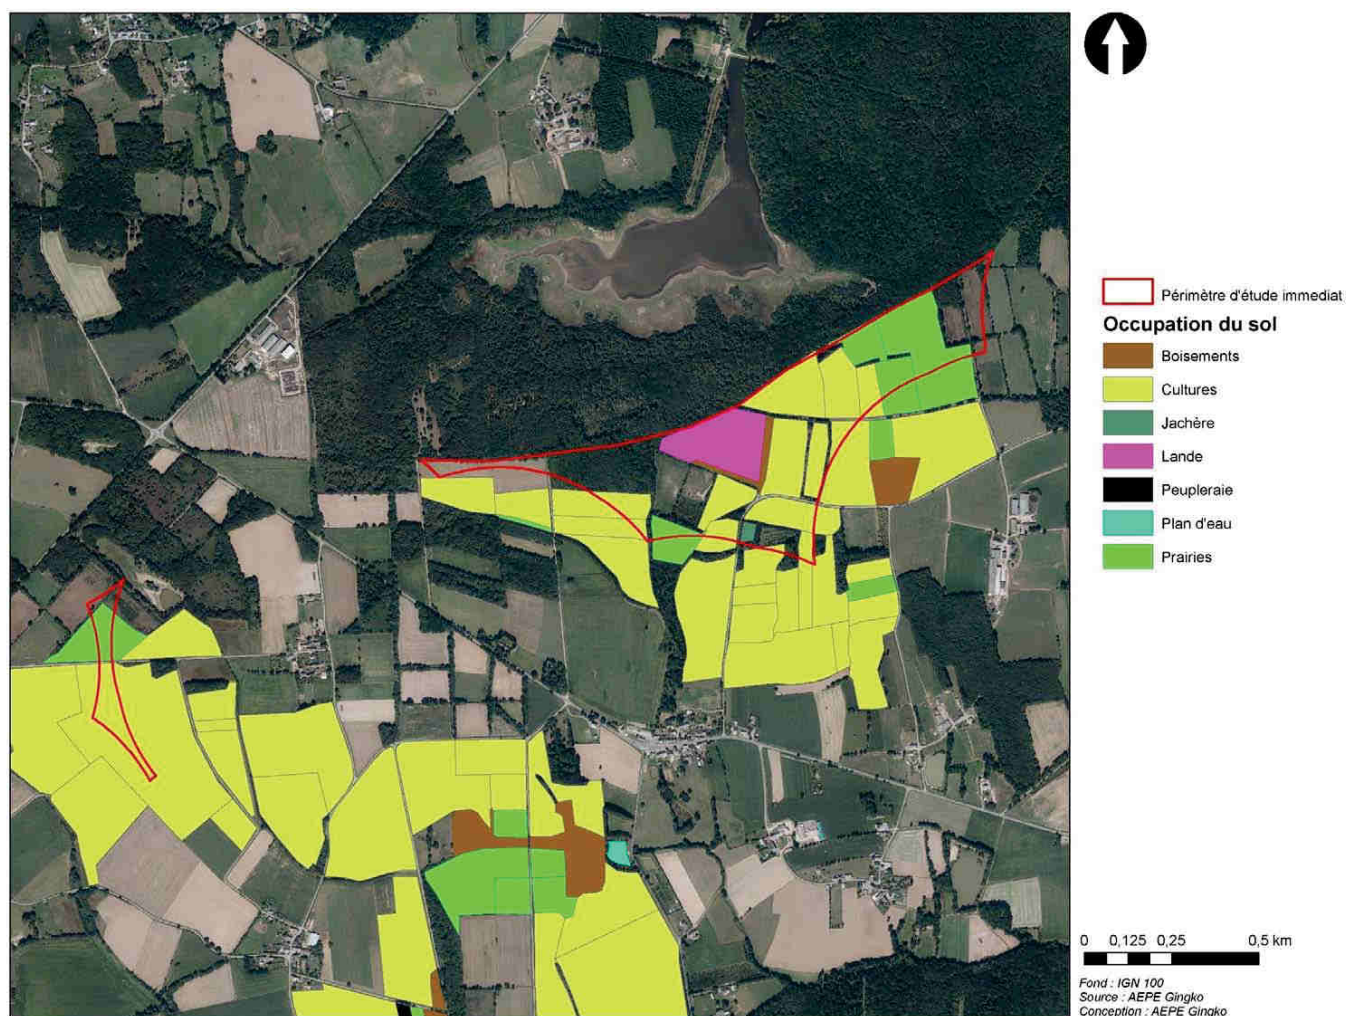 Périmètre d'étude immediat
Occupation du sol
Boisements
Cultures
Jachère
Lande
Peupleraie
Plan d'eau
Prairies
0 0,125 0,25 0,5 km
Fond : IGN 100
Source : AEPE Gingko
Conception : AEPE Gingko